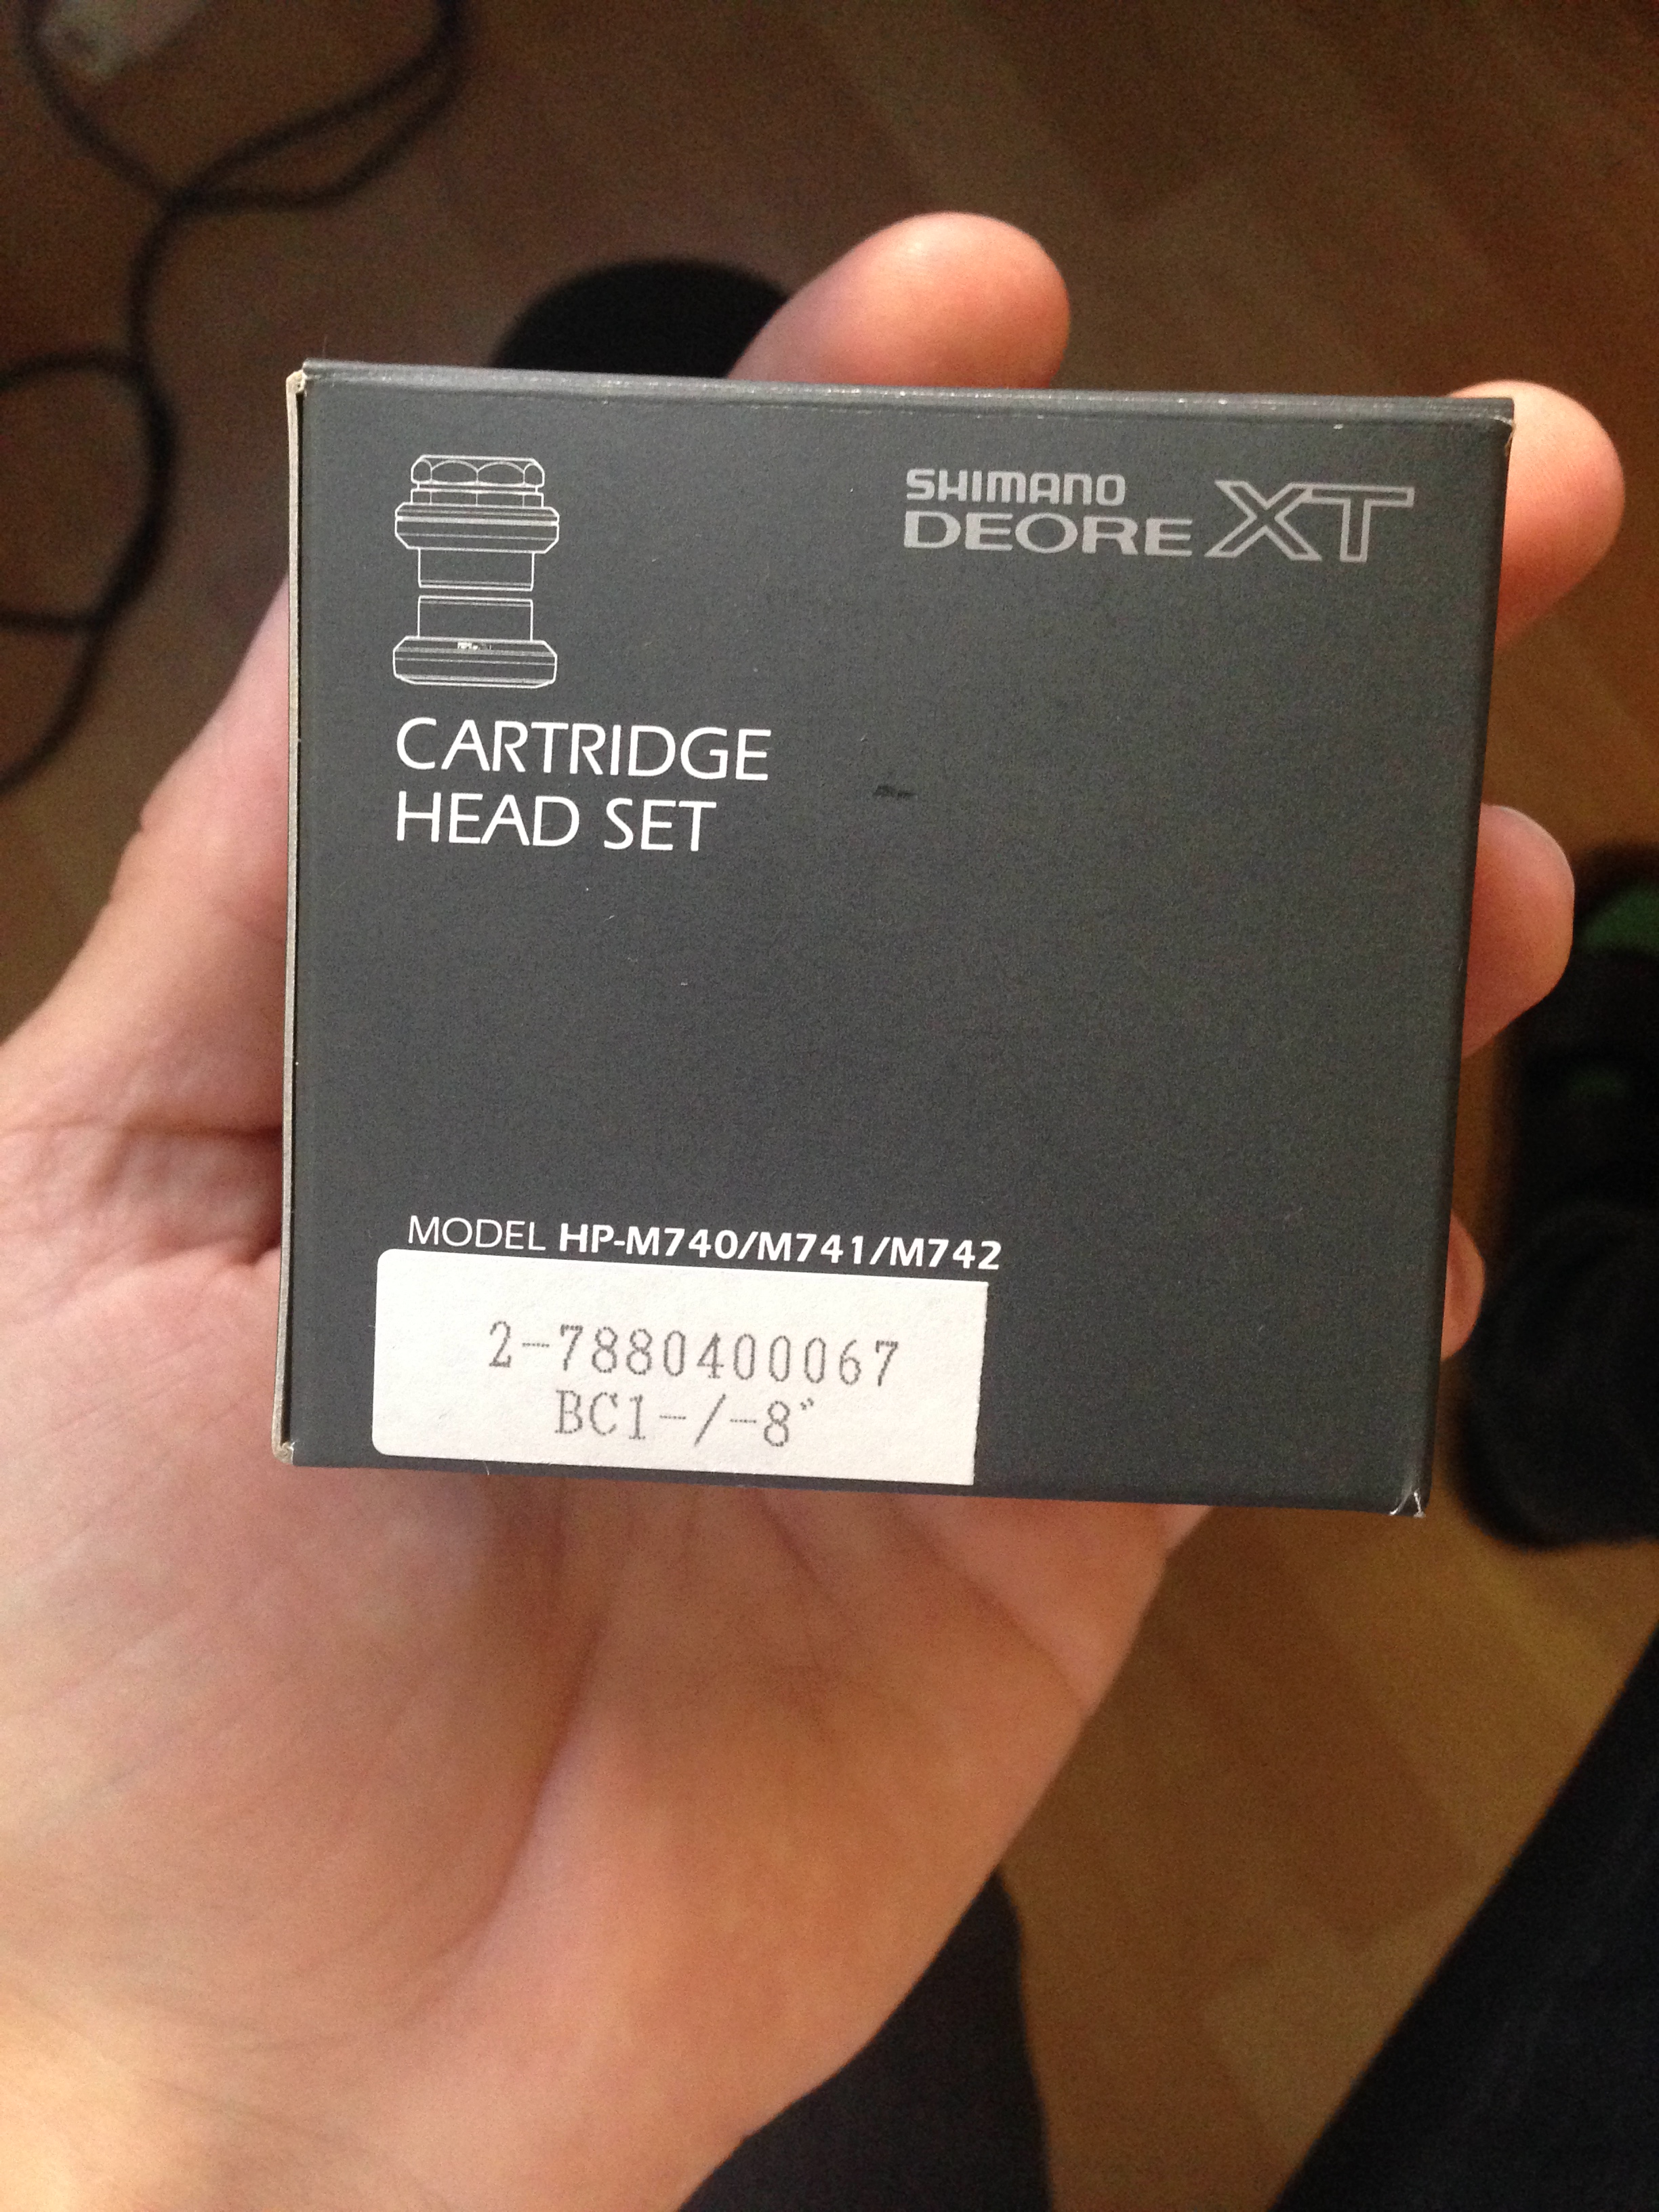 SHIMANO
DEORE XT
CARTRIDGE
HEAD SET
MODEL HP-M740/M741/M742
2-7880400067
BC1-/-8"